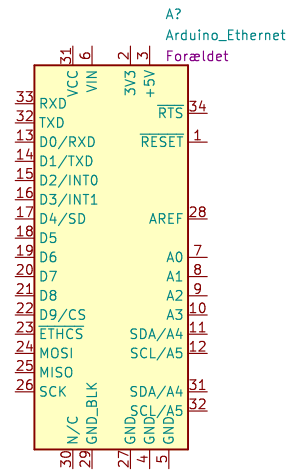 A?
Arduino_Ethernet
Forældet
31 6 2 3
VCC VIN 3V3 +5V
33 RXD
32 TXD
13 D0/RXD
14 D1/TXD
15 D2/INT0
16 D3/INT1
17 D4/SD
18 D5
19 D6
20 D7
21 D8
22 D9/CS
23 ETHCS
24 MOSI
25 MISO
26 SCK
RTS 34
RESET 1
AREF 28
A0 7
A1 8
A2 9
A3 10
SDA/A4 11
SCL/A5 12
SDA/A4 31
SCL/A5 32
N/C GND_BLK GND GND GND
30 29 27 4 5